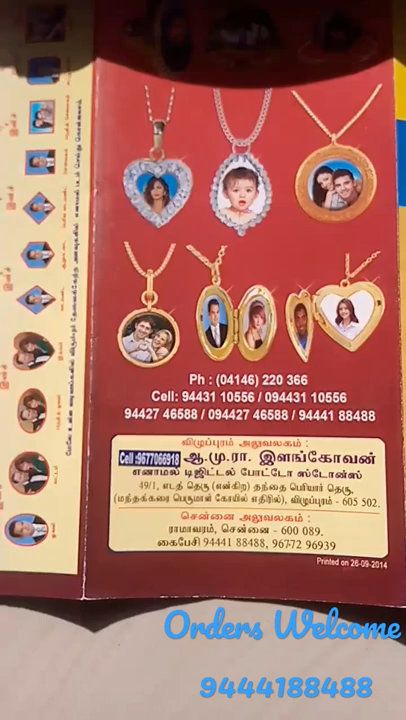 Ph : (04146) 220 366
Cell: 94431 10556 / 094431 10556
94427 46588 / 094427 46588 / 94441 88488
விழுப்புரம் அலுவலகம் :
Cell :9677066918 ஆ.மு.ரா. இளங்கோவன்
எனாமல் டிஜிட்டல் போட்டோ ஸ்டோன்ஸ்
49/1, எடத் தெரு (என்கிற) தந்தை பெரியார் தெரு,
(மந்தக்கரை பெருமாள் கோயில் எதிரில்), விழுப்புரம் - 605 502.
சென்னை அலுவலகம் :
ராமாவரம், சென்னை - 600 089.
கைபேசி 94441 88488, 96772 96939
Printed on 26-09-2014
Orders Welcome
9444188488